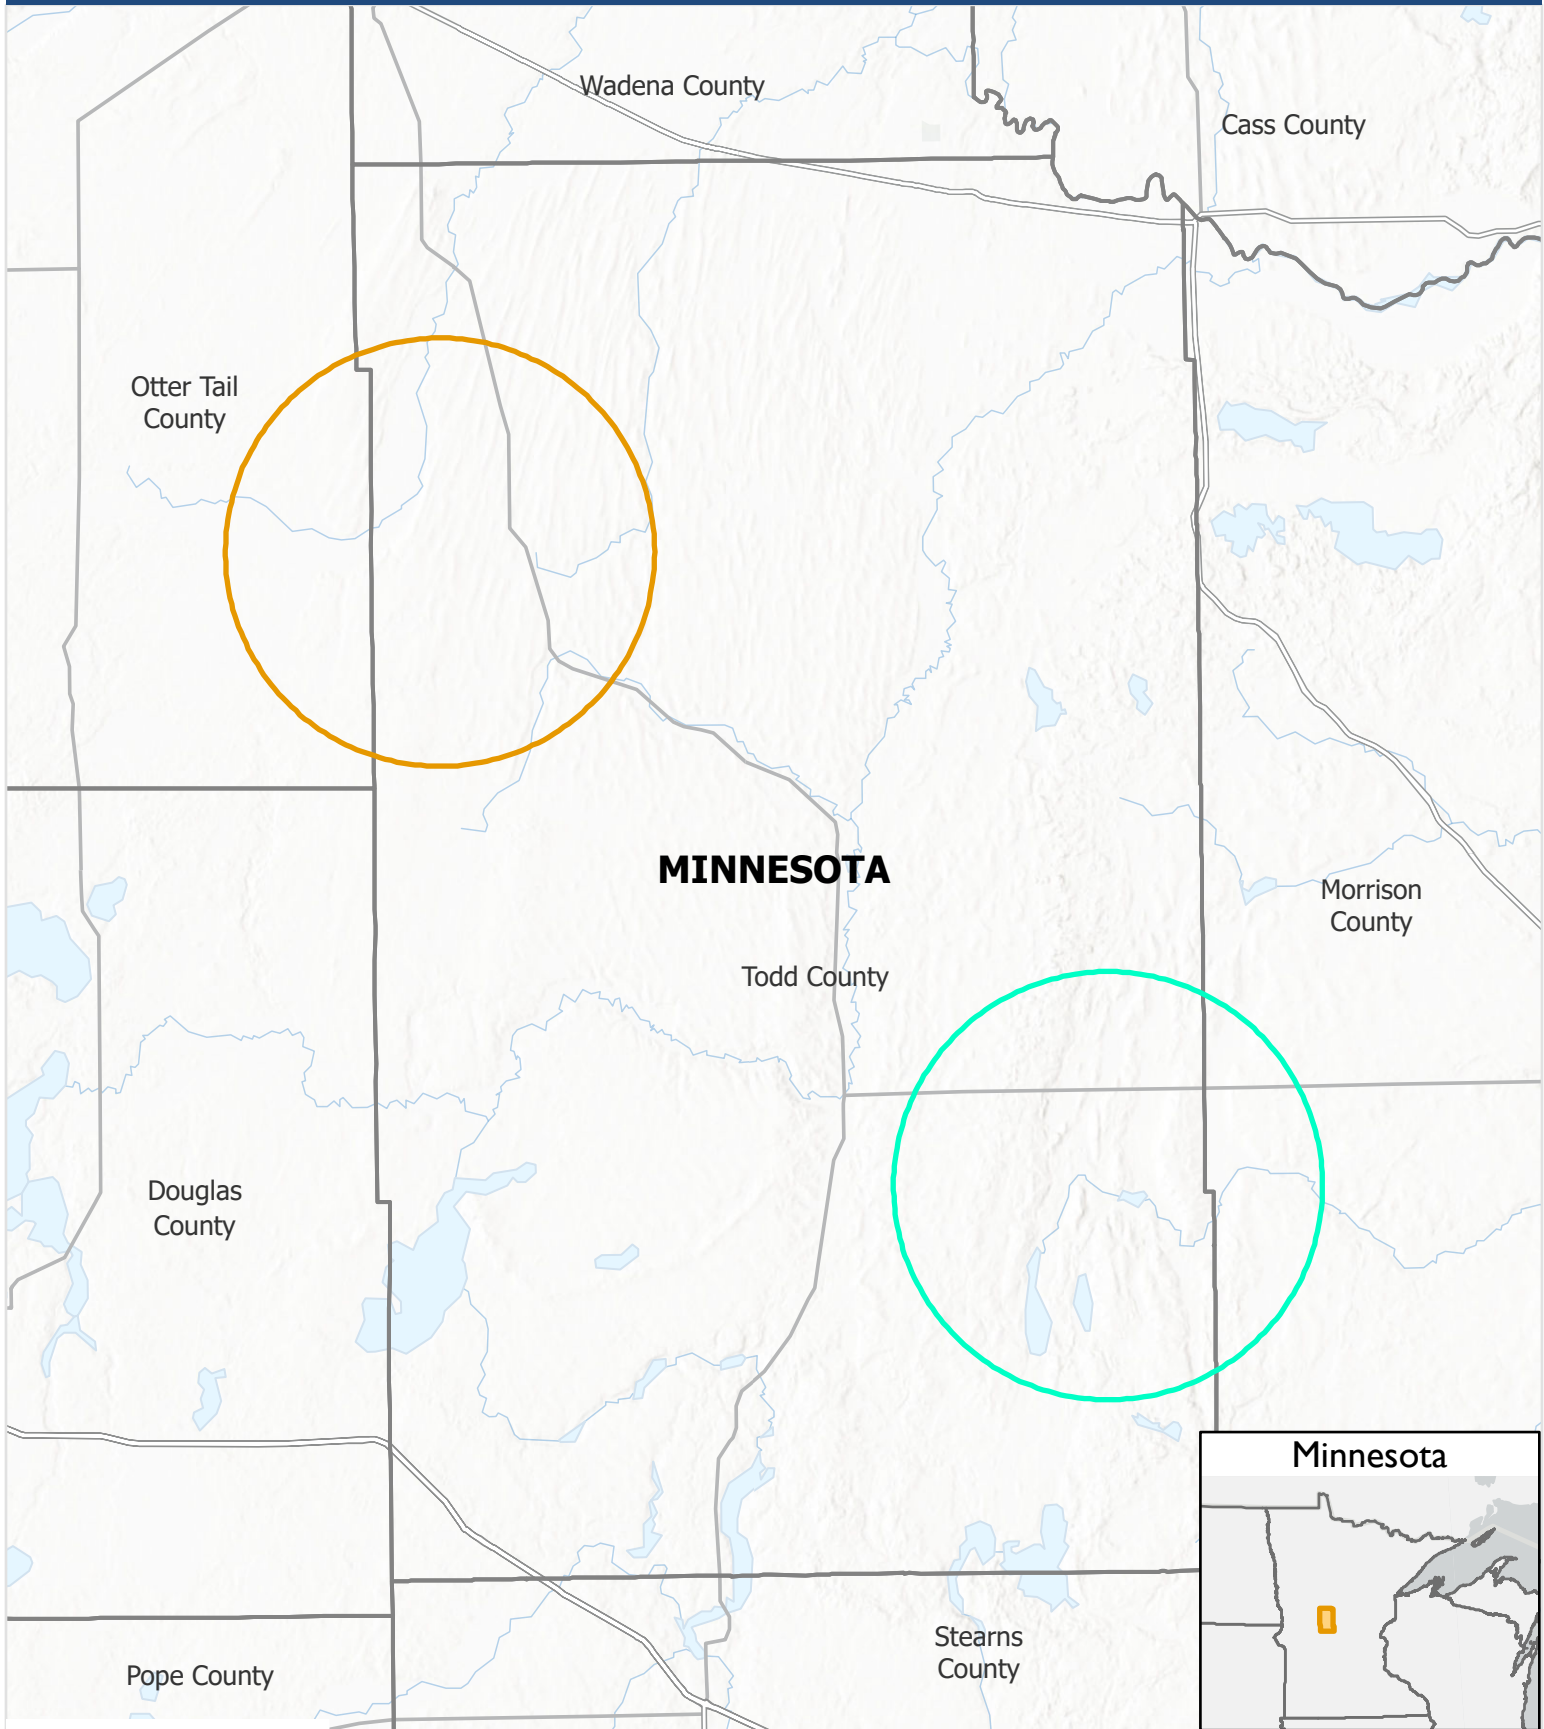 Wadena County
Cass County
Otter Tail
County
MINNESOTA
Morrison
County
Todd County
Douglas
County
Minnesota
Stearns
County
Pope County